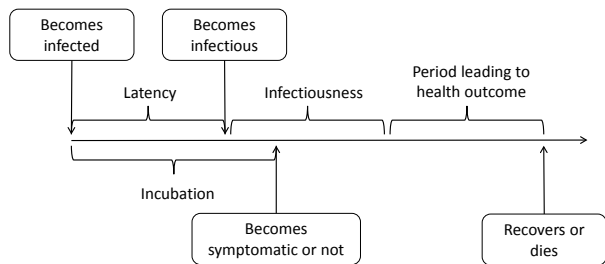 Becomes
infected
Becomes
infectious
Latency
Infectiousness
Period leading to
health outcome
Incubation
Becomes
symptomatic or not
Recovers or
dies